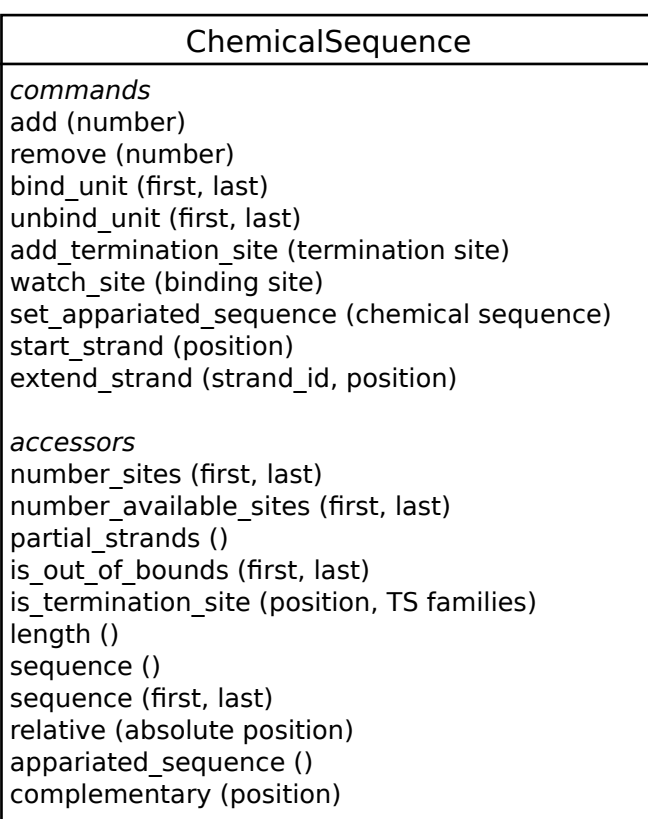 ChemicalSequence
commands
add (number)
remove (number)
bind_unit (first, last)
unbind_unit (first, last)
add_termination_site (termination site)
watch_site (binding site)
set_appariated_sequence (chemical sequence)
start_strand (position)
extend_strand (strand_id, position)
accessors
number_sites (first, last)
number_available_sites (first, last)
partial_strands ()
is_out_of_bounds (first, last)
is_termination_site (position, TS families)
length ()
sequence ()
sequence (first, last)
relative (absolute position)
appariated_sequence ()
complementary (position)